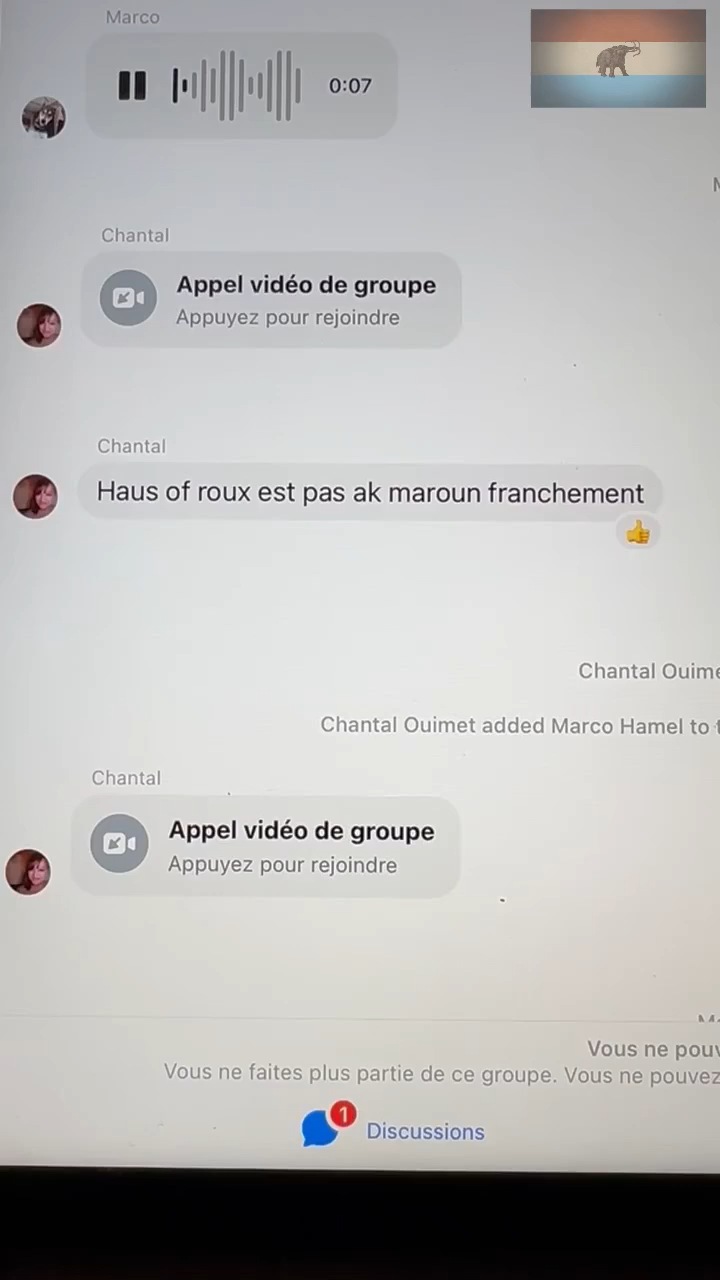 Marco
0:07
Chantal
Appel vidéo de groupe
Appuyez pour rejoindre
Chantal
Haus of roux est pas ak maroun franchement
Chantal Ouime
Chantal Ouimet added Marco Hamel to t
Chantal
Appel vidéo de groupe
Appuyez pour rejoindre
Vous ne pouv
Vous ne faites plus partie de ce groupe. Vous ne pouvez
1
Discussions